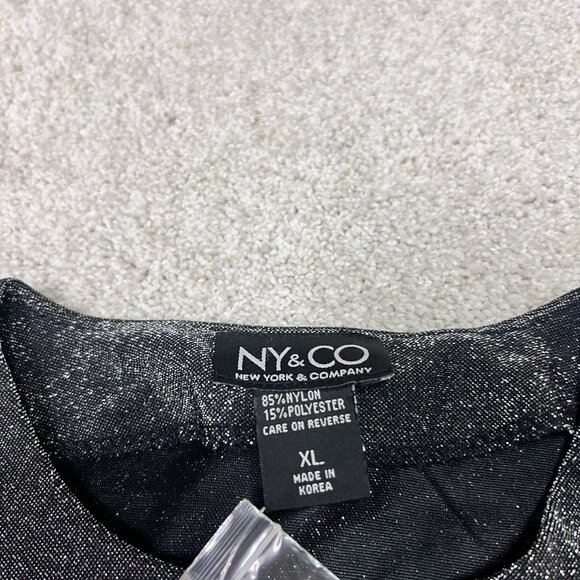 NY&CO
NEW YORK & COMPANY
85%NYLON
15%POLYESTER
CARE ON REVERSE
XL
MADE IN
KOREA